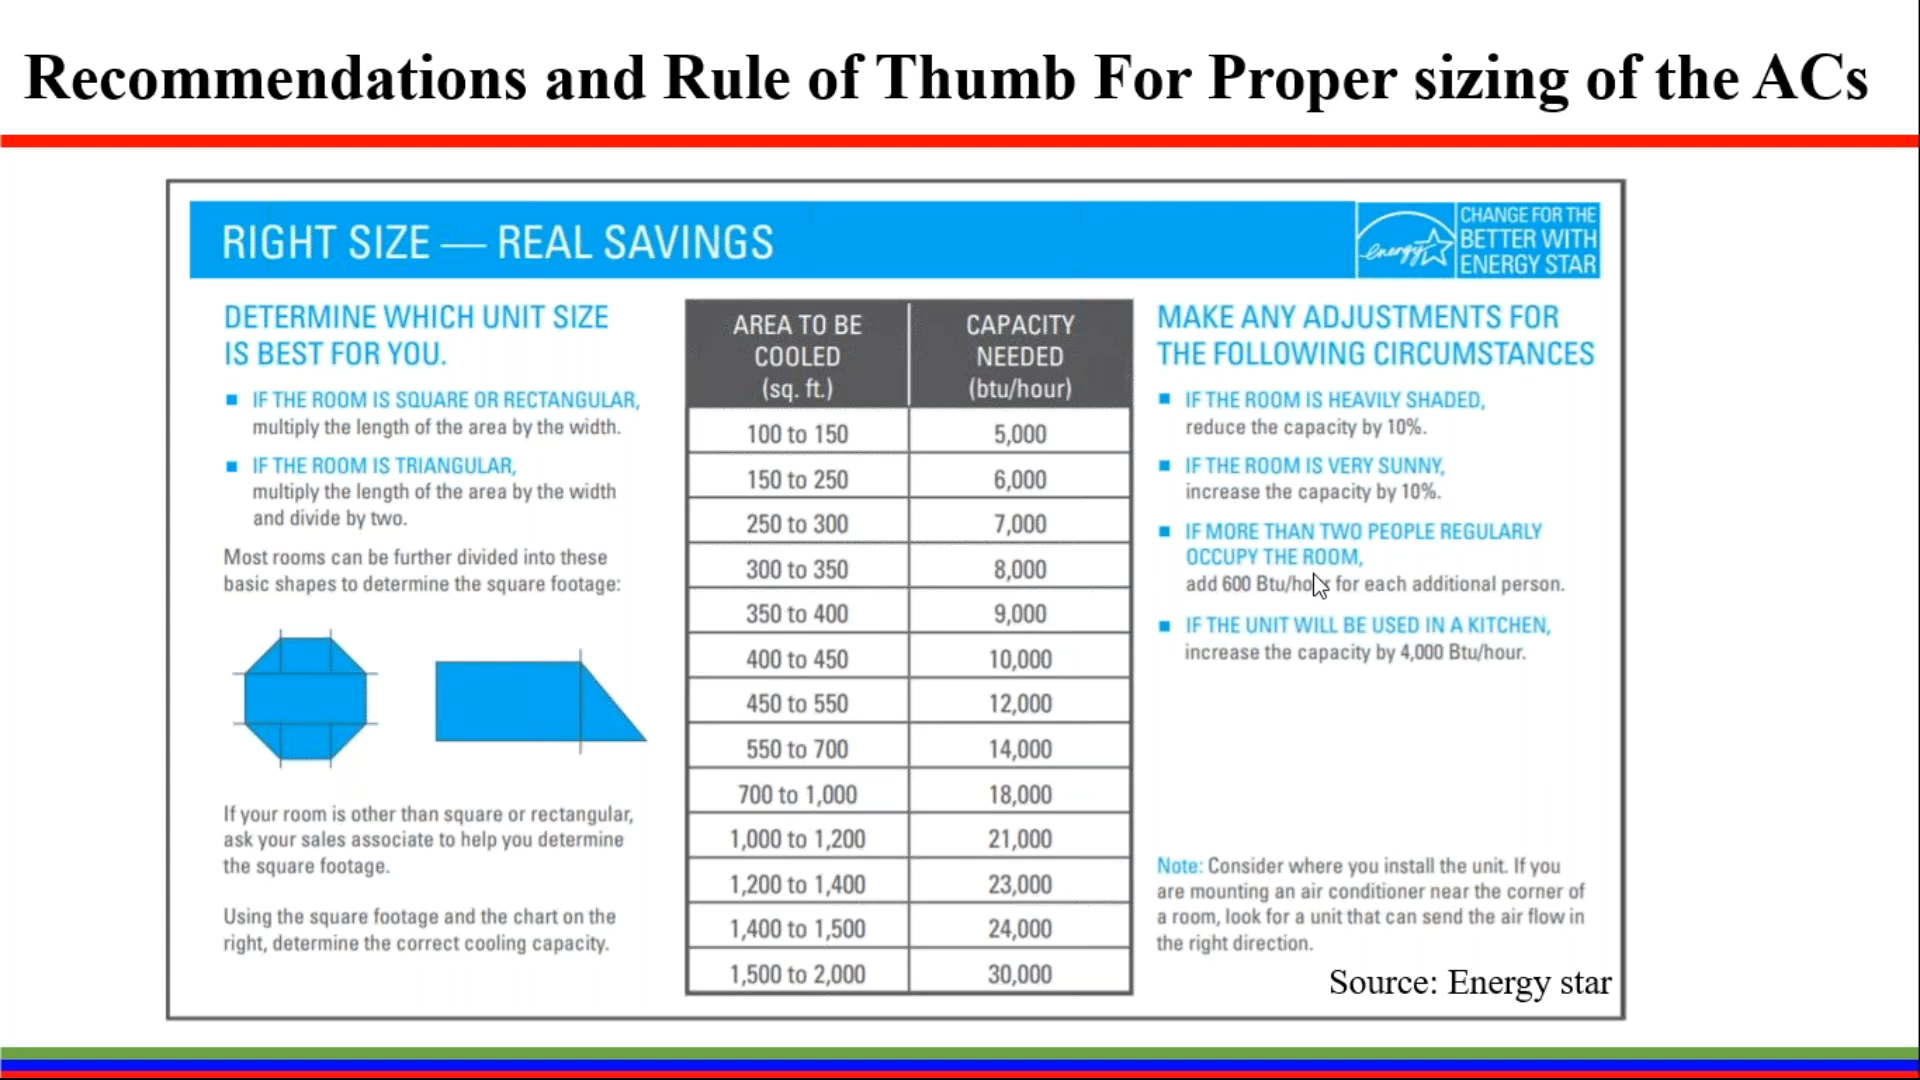 Recommendations and Rule of Thumb For Proper sizing of the ACs
RIGHT SIZE — REAL SAVINGS
energy
CHANGE FOR THE
BETTER WITH
ENERGY STAR
DETERMINE WHICH UNIT SIZE
IS BEST FOR YOU.
IF THE ROOM IS SQUARE OR RECTANGULAR,
multiply the length of the area by the width.
IF THE ROOM IS TRIANGULAR,
multiply the length of the area by the width
and divide by two.
Most rooms can be further divided into these
basic shapes to determine the square footage:
If your room is other than square or rectangular,
ask your sales associate to help you determine
the square footage.
Using the square footage and the chart on the
right, determine the correct cooling capacity.
AREA TO BE
COOLED
(sq. ft.)
CAPACITY
NEEDED
(btu/hour)
100 to 150 5,000
150 to 250 6,000
250 to 300 7,000
300 to 350 8,000
350 to 400 9,000
400 to 450 10,000
450 to 550 12,000
550 to 700 14,000
700 to 1,000 18,000
1,000 to 1,200 21,000
1,200 to 1,400 23,000
1,400 to 1,500 24,000
1,500 to 2,000 30,000
MAKE ANY ADJUSTMENTS FOR
THE FOLLOWING CIRCUMSTANCES
IF THE ROOM IS HEAVILY SHADED,
reduce the capacity by 10%.
IF THE ROOM IS VERY SUNNY,
increase the capacity by 10%.
IF MORE THAN TWO PEOPLE REGULARLY
OCCUPY THE ROOM,
add 600 Btu/hour for each additional person.
IF THE UNIT WILL BE USED IN A KITCHEN,
increase the capacity by 4,000 Btu/hour.
Note: Consider where you install the unit. If you
are mounting an air conditioner near the corner of
a room, look for a unit that can send the air flow in
the right direction.
Source: Energy star